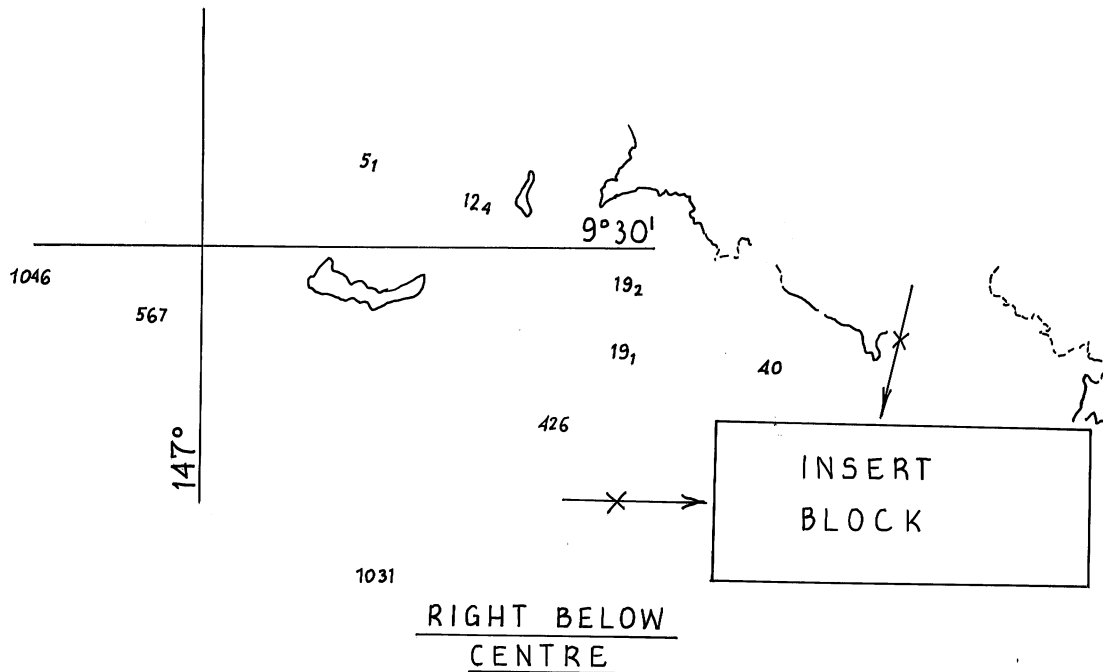 5₁
12₄
9°30'
1046
19₂
567
19₁
40
426
147°
INSERT
BLOCK
1031
RIGHT BELOW
CENTRE